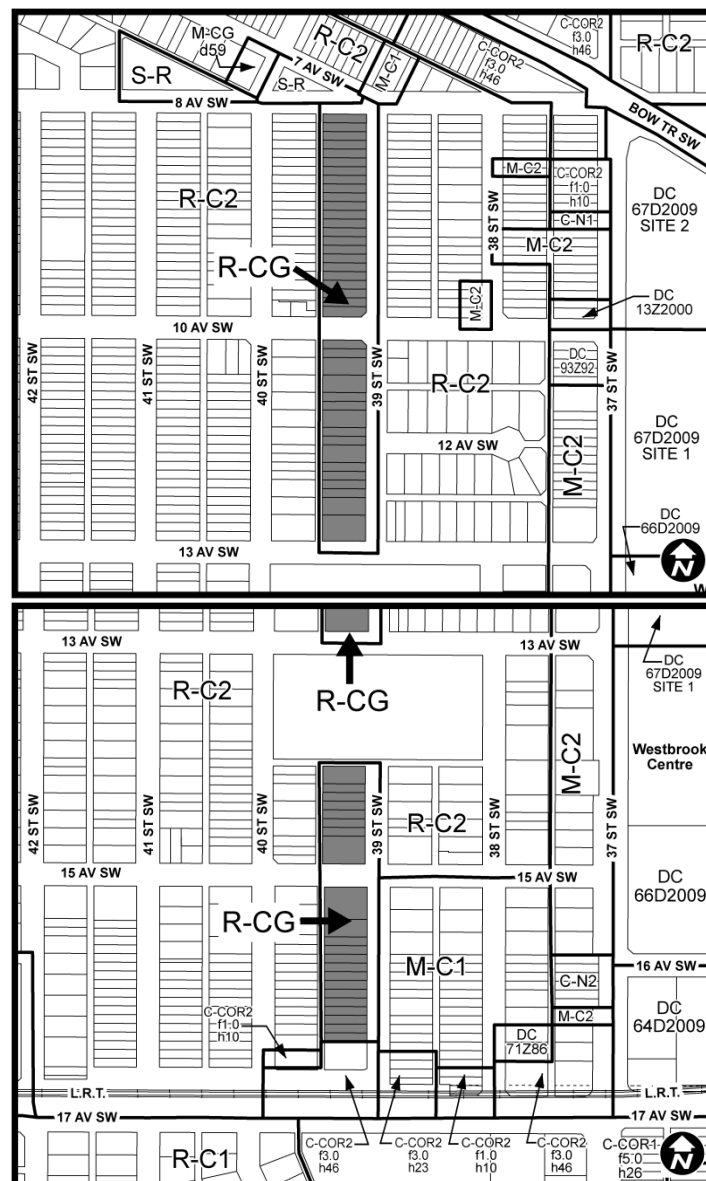 M-CG
d59
R-C2
7 AV SW
M-C1
C-COR2
f3.0
h46
C-COR2
f3.0
h46
R-C2
S-R
S-R
8 AV SW
BOW TR SW
R-C2
M-C2
C-COR2
f1.0
h10
C-N1
38 ST SW
M-C2
DC
67D2009
SITE 2
R-CG
M-C2
DC
13Z2000
10 AV SW
42 ST SW
41 ST SW
40 ST SW
39 ST SW
R-C2
DC
93Z92
37 ST SW
12 AV SW
M-C2
DC
67D2009
SITE 1
DC
66D2009
13 AV SW
N
W
13 AV SW
13 AV SW
DC
67D2009
SITE 1
R-C2
R-CG
M-C2
Westbrook
Centre
42 ST SW
41 ST SW
40 ST SW
39 ST SW
R-C2
38 ST SW
37 ST SW
15 AV SW
15 AV SW
DC
66D2009
R-CG
M-C1
C-N2
16 AV SW
C-COR2
f1.0
h10
M-C2
DC
71Z86
DC
64D2009
L.R.T.
L.R.T.
17 AV SW
17 AV SW
R-C1
C-COR2
f3.0
h46
C-COR2
f3.0
h23
C-COR2
f1.0
h10
C-COR2
f3.0
h46
C-COR1
f5.0
h26
N